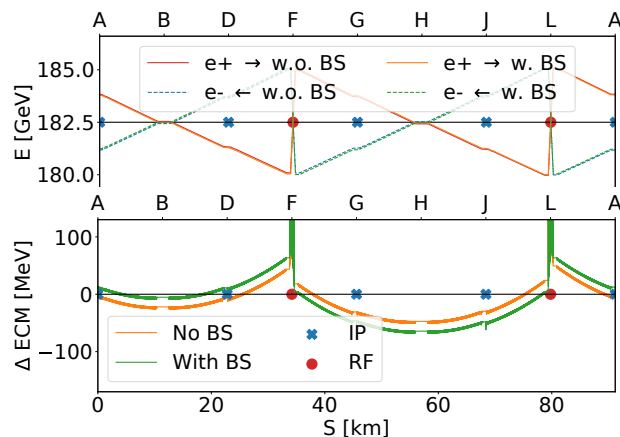 A B D F G H J L A
e+ → w.o. BS e+ → w. BS
e- ← w.o. BS e- ← w. BS
E [GeV]
185.0
182.5
180.0
A B D F G H J L A
Δ ECM [MeV]
100
0
−100
No BS IP
With BS RF
0 20 40 60 80
S [km]